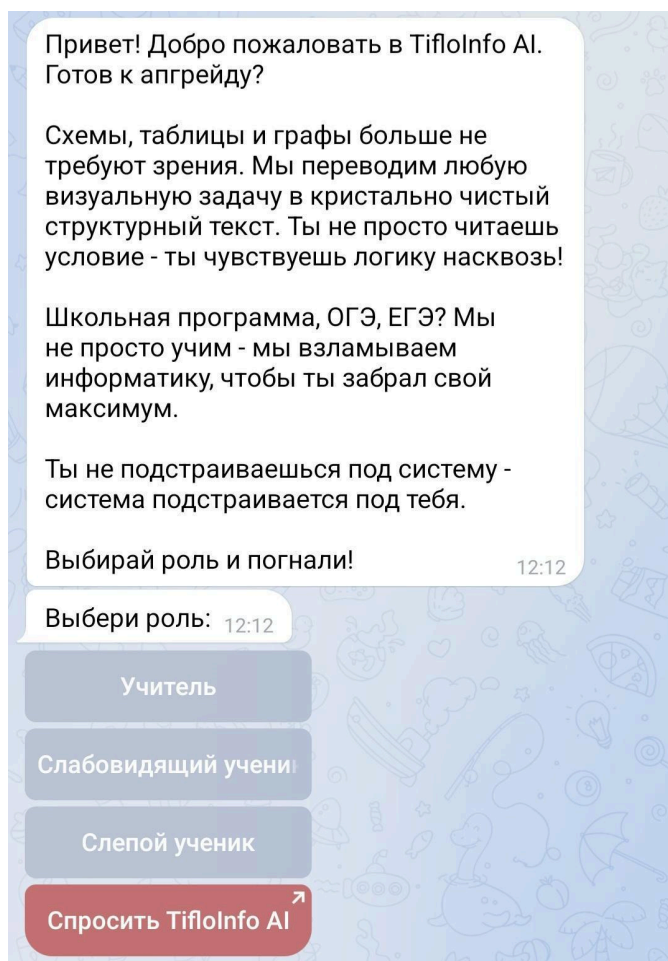 Привет! Добро пожаловать в TifloInfo AI.
Готов к апгрейду?
Схемы, таблицы и графы больше не
требуют зрения. Мы переводим любую
визуальную задачу в кристально чистый
структурный текст. Ты не просто читаешь
условие - ты чувствуешь логику насквозь!
Школьная программа, ОГЭ, ЕГЭ? Мы
не просто учим - мы взламываем
информатику, чтобы ты забрал свой
максимум.
Ты не подстраиваешься под систему -
система подстраивается под тебя.
Выбирай роль и погнали! 12:12
Выбери роль: 12:12
Учитель
Слабовидящий учени
Слепой ученик
Спросить TifloInfo AI